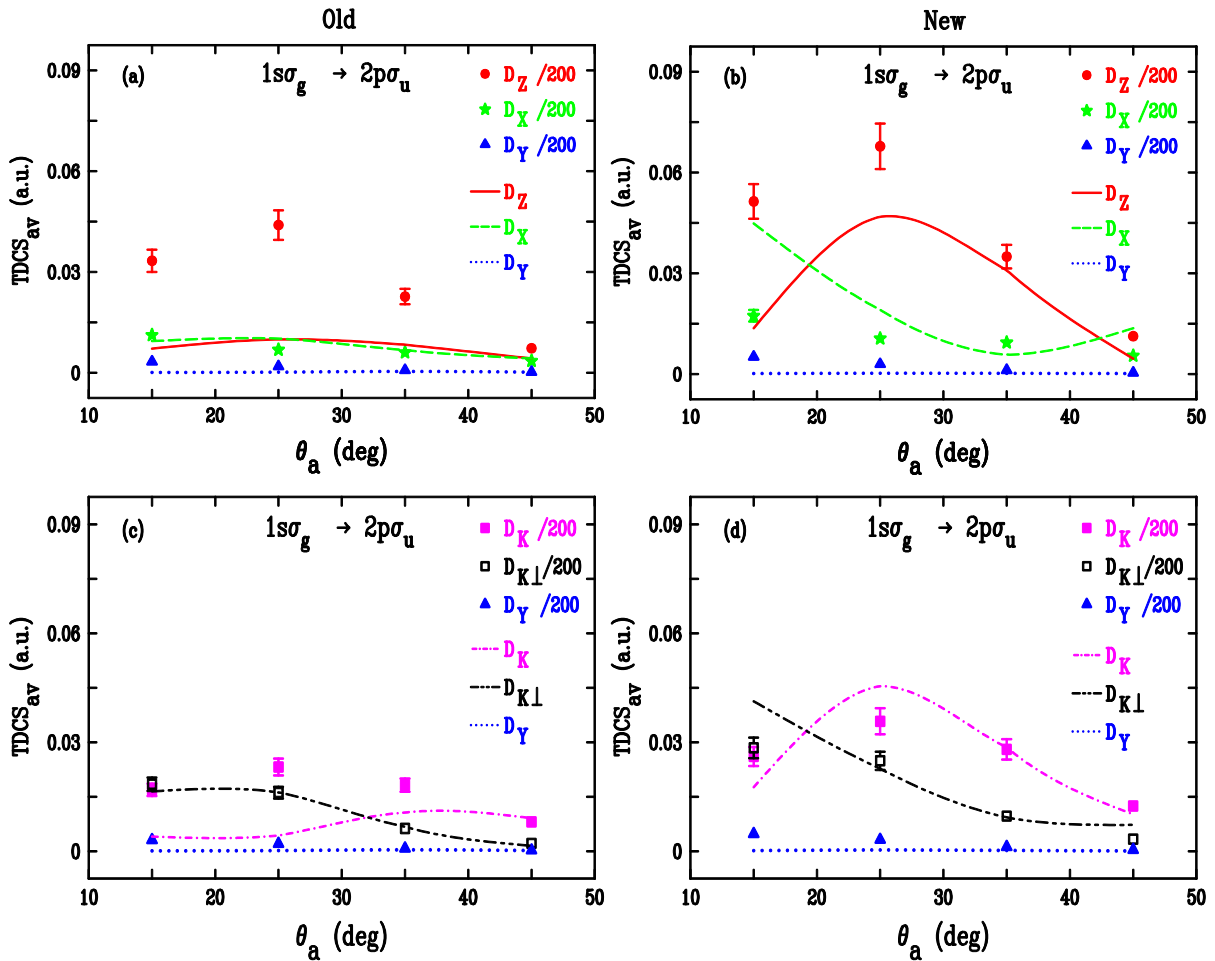 Old
New
(a) 1sσg → 2pσu
DZ /200
DX /200
DY /200
DZ
DX
DY
0.09
0.06
0.03
0
TDCSav (a.u.)
10 20 30 40 50
θa (deg)
(b) 1sσg → 2pσu
DZ /200
DX /200
DY /200
DZ
DX
DY
0.09
0.06
0.03
0
TDCSav (a.u.)
10 20 30 40 50
θa (deg)
(c) 1sσg → 2pσu
DK /200
DK⊥/200
DY /200
DK
DK⊥
DY
0.09
0.06
0.03
0
TDCSav (a.u.)
10 20 30 40 50
θa (deg)
(d) 1sσg → 2pσu
DK /200
DK⊥/200
DY /200
DK
DK⊥
DY
0.09
0.06
0.03
0
TDCSav (a.u.)
10 20 30 40 50
θa (deg)